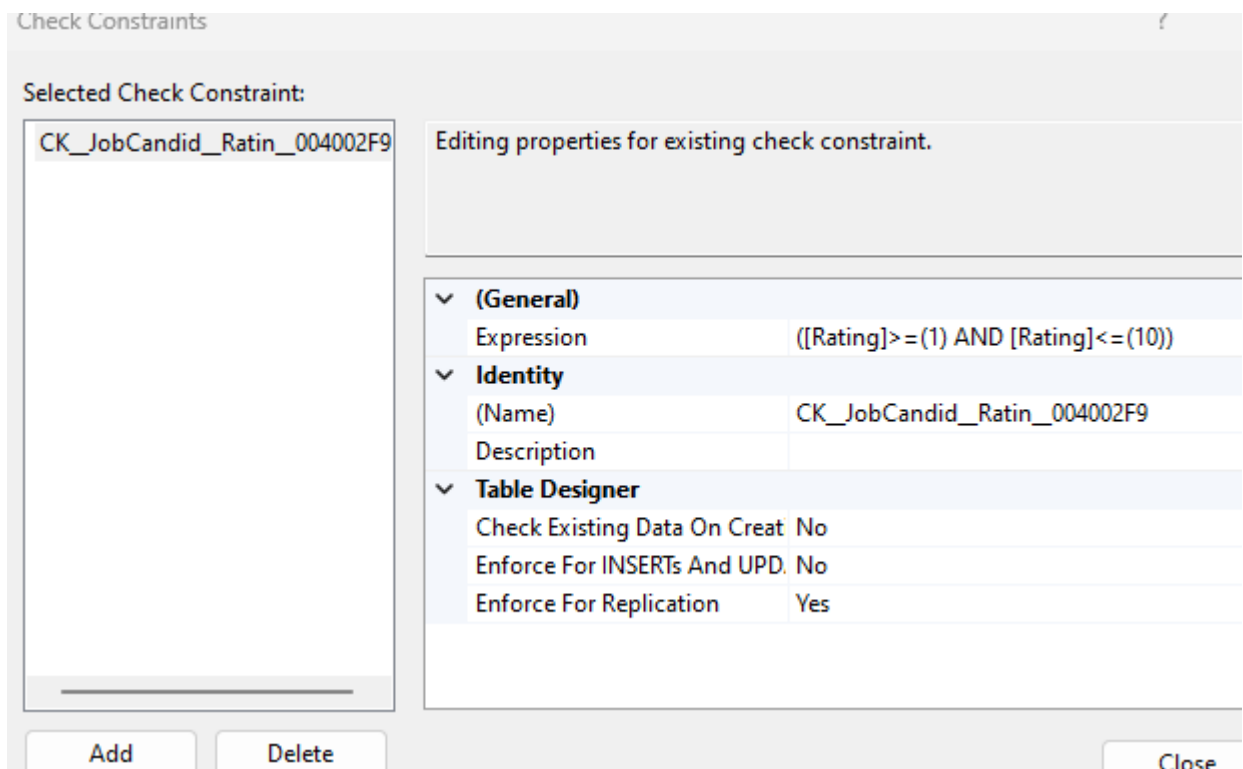 Check Constraints
?
Selected Check Constraint:
CK__JobCandid__Ratin__004002F9
Editing properties for existing check constraint.
(General)
Expression ([Rating]>=(1) AND [Rating]<=(10))
Identity
(Name) CK__JobCandid__Ratin__004002F9
Description
Table Designer
Check Existing Data On Creat No
Enforce For INSERTs And UPD. No
Enforce For Replication Yes
Add Delete
Close